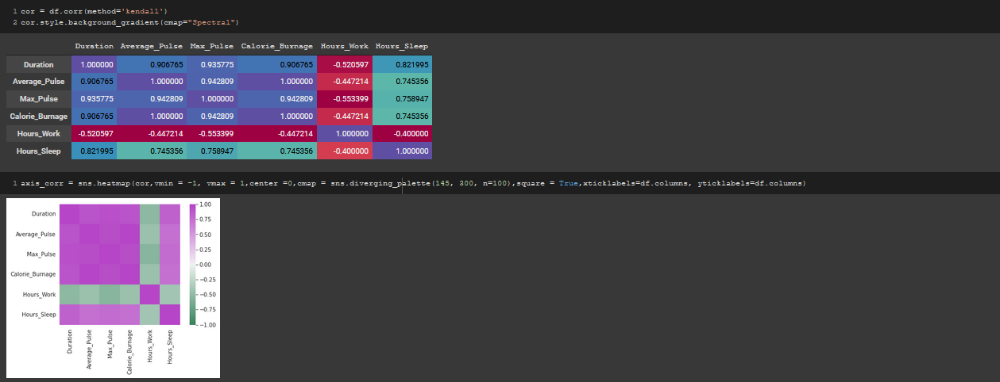 1 cor = df.corr(method='kendall')
2 cor.style.background_gradient(cmap="Spectral")
Duration Average_Pulse Max_Pulse Calorie_Burnage Hours_Work Hours_Sleep
Duration 1.000000 0.906765 0.935775 0.906765 -0.520597 0.821995
Average_Pulse 0.906765 1.000000 0.942809 1.000000 -0.447214 0.745356
Max_Pulse 0.935775 0.942809 1.000000 0.942809 -0.553399 0.758947
Calorie_Burnage 0.906765 1.000000 0.942809 1.000000 -0.447214 0.745356
Hours_Work -0.520597 -0.447214 -0.553399 -0.447214 1.000000 -0.400000
Hours_Sleep 0.821995 0.745356 0.758947 0.745356 -0.400000 1.000000
1 axis_corr = sns.heatmap(cor,vmin = -1, vmax = 1,center =0,cmap = sns.diverging_palette(145, 300, n=100),square = True,xticklabels=df.columns, yticklabels=df.columns)
Duration
Average_Pulse
Max_Pulse
Calorie_Burnage
Hours_Work
Hours_Sleep
1.00
0.75
0.50
0.25
0.00
−0.25
−0.50
−0.75
−1.00
Duration
Average_Pulse
Max_Pulse
Calorie_Burnage
Hours_Work
Hours_Sleep